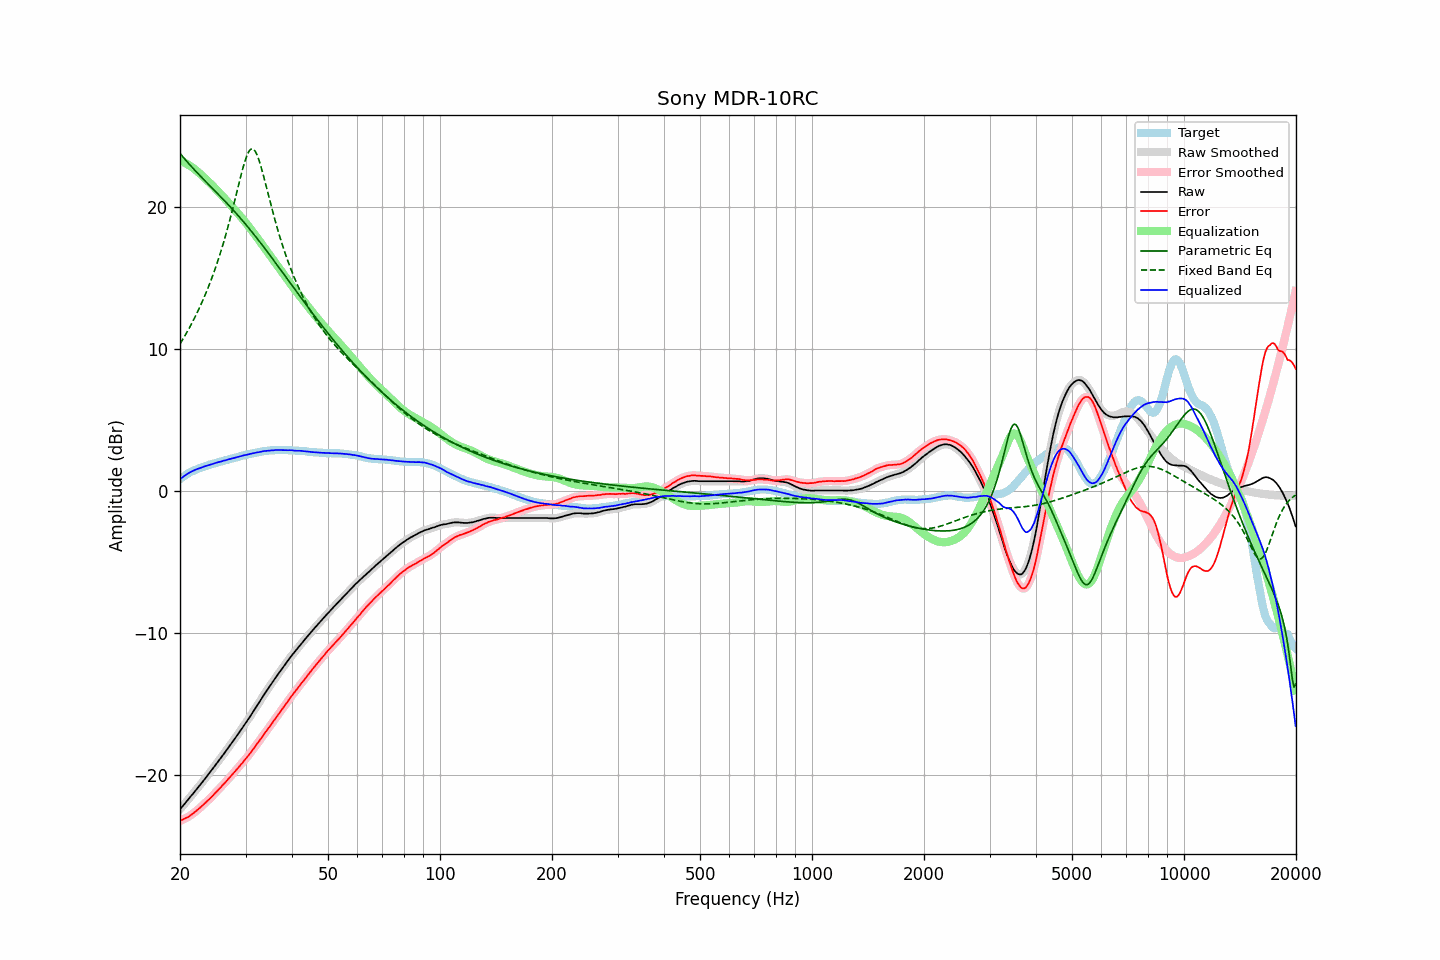 Sony MDR-10RC
Amplitude (dBr)
20
10
0
−10
−20
20
50
100
200
500
1000
2000
5000
10000
20000
Frequency (Hz)
Target
Raw Smoothed
Error Smoothed
Raw
Error
Equalization
Parametric Eq
Fixed Band Eq
Equalized